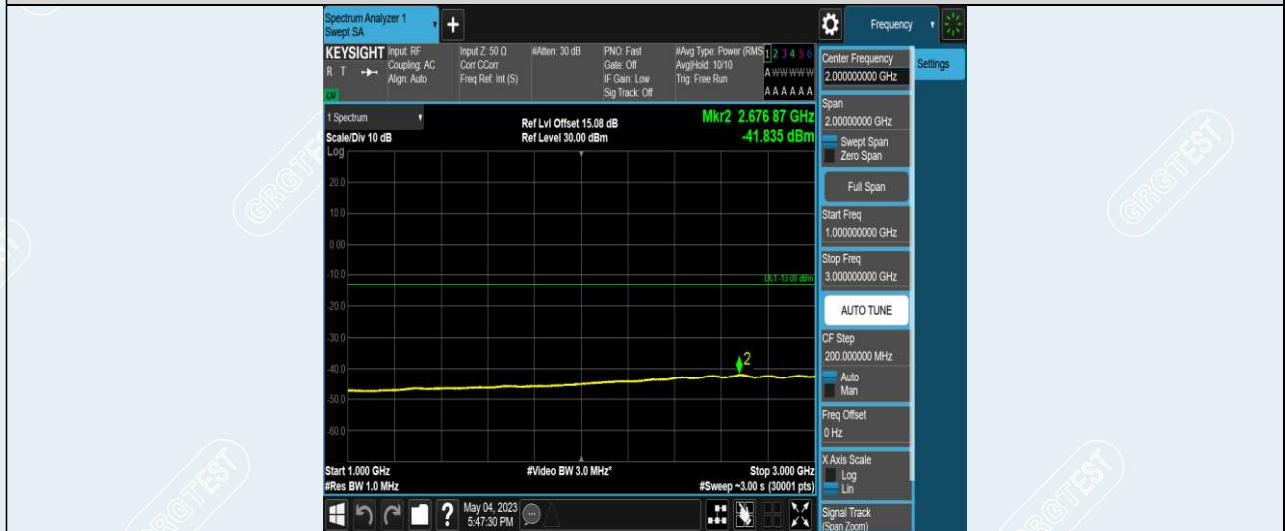 Spectrum Analyzer 1
Swept SA
+
Frequency
KEYSIGHT
R T
LXI
Input: RF
Coupling: AC
Align: Auto
Input Z: 50 Ω
Corr CCorr
Freq Ref: Int (S)
#Atten: 30 dB
PNO: Fast
Gate: Off
IF Gain: Low
Sig Track: Off
#Avg Type: Power (RMS
Avg|Hold: 10/10
Trig: Free Run
1 2 3 4 5 6
A W W W W W
A A A A A A
Center Frequency
2.000000000 GHz
Settings
1 Spectrum
Scale/Div 10 dB
Log
Ref Lvl Offset 15.08 dB
Ref Level 30.00 dBm
Mkr2 2.676 87 GHz
-41.835 dBm
20.0
10.0
0.00
-10.0
-20.0
-30.0
-40.0
-50.0
-60.0
DL1 -13.00 dBm
2
Start 1.000 GHz
#Res BW 1.0 MHz
#Video BW 3.0 MHz*
Stop 3.000 GHz
#Sweep ~3.00 s (30001 pts)
Span
2.00000000 GHz
Swept Span
Zero Span
Full Span
Start Freq
1.000000000 GHz
Stop Freq
3.000000000 GHz
AUTO TUNE
CF Step
200.000000 MHz
Auto
Man
Freq Offset
0 Hz
X Axis Scale
Log
Lin
Signal Track
(Span Zoom)
?
May 04, 2023
5:47:30 PM
GRGTEST
GRGTEST
GRGTEST
GRGTEST